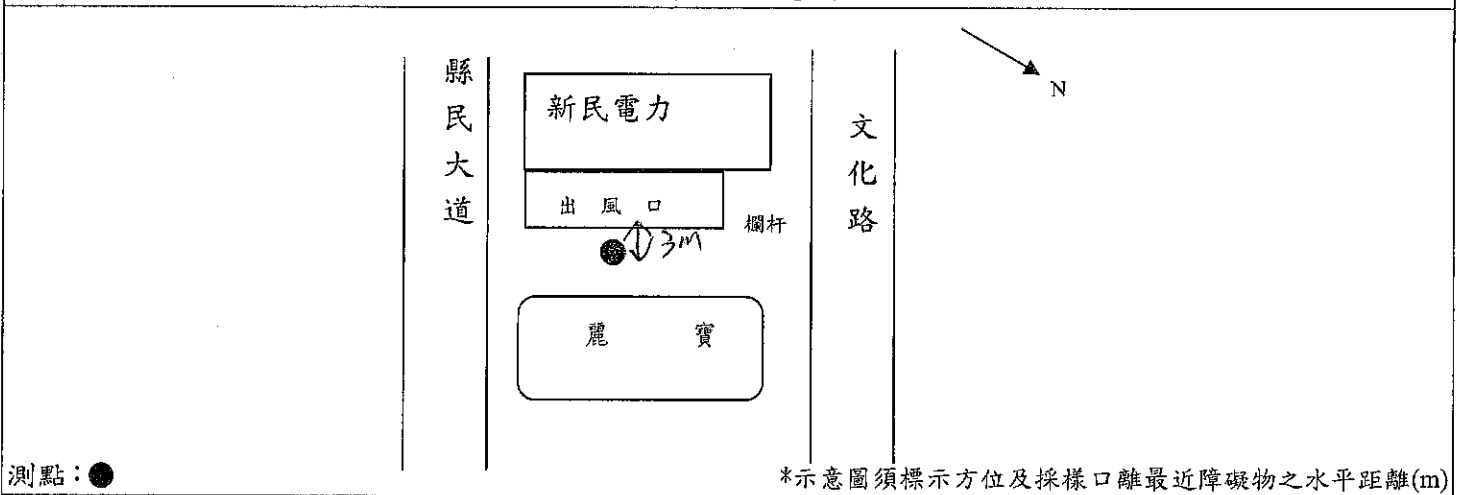 縣民大道
新民電力
N
文化路
出風口
欄杆
3m
麗寶
測點：●
*示意圖須標示方位及採樣口離最近障礙物之水平距離(m)